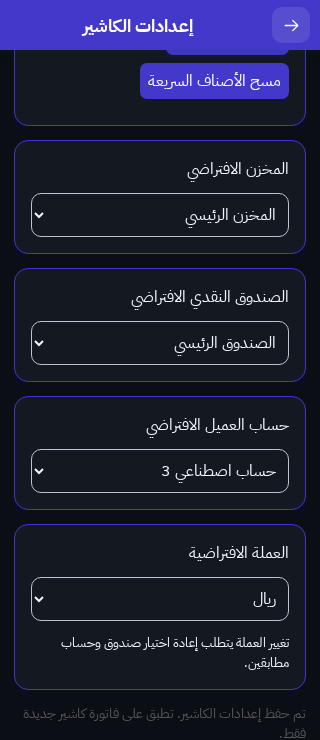 إعدادات الكاشير
مسح الأصناف السريعة
المخزن الافتراضي
المخزن الرئيسي
الصندوق النقدي الافتراضي
الصندوق الرئيسي
حساب العميل الافتراضي
حساب اصطناعي 3
العملة الافتراضية
ريال
تغيير العملة يتطلب إعادة اختيار صندوق وحساب
مطابقين.
تم حفظ إعدادات الكاشير. تطبق على فاتورة كاشير جديدة
فقط.